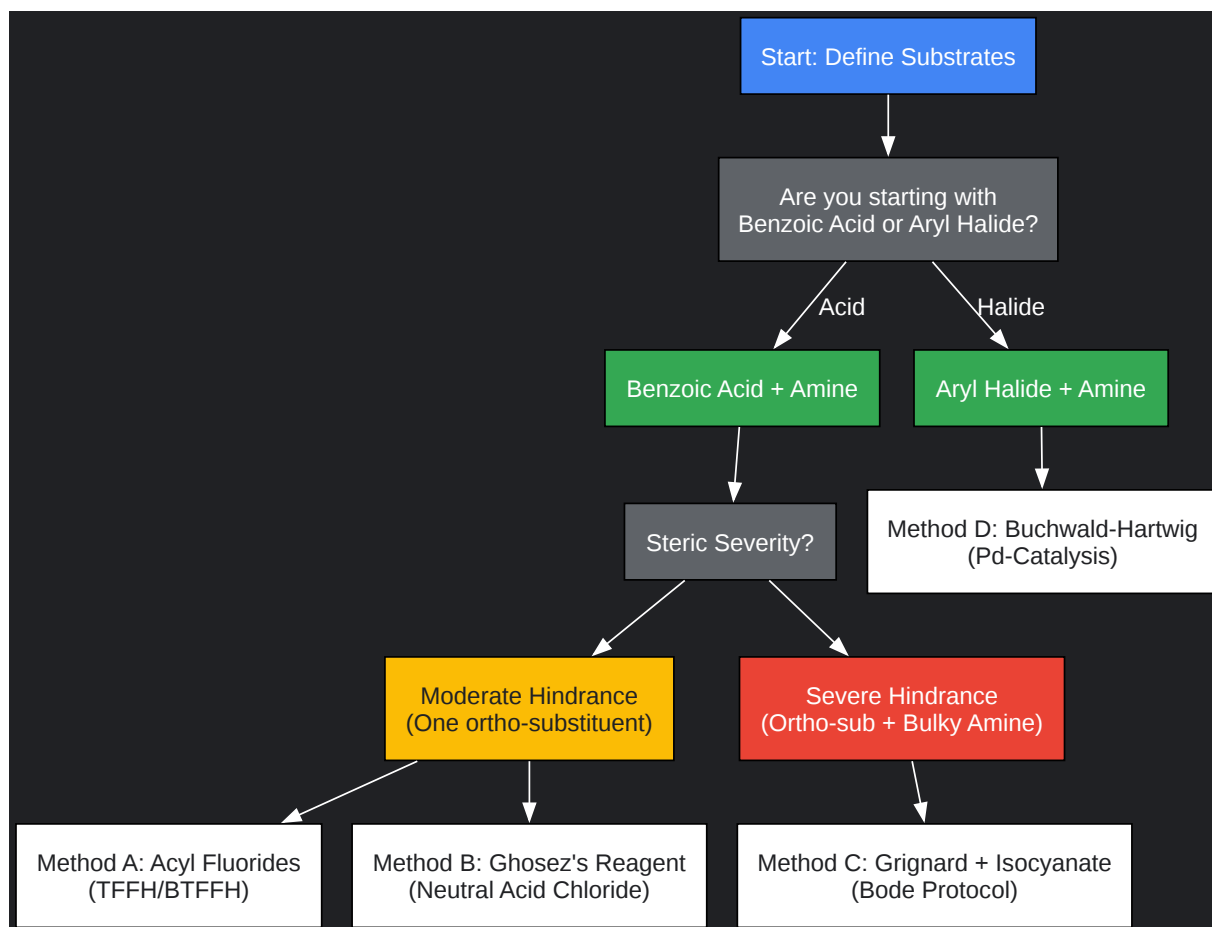 Start: Define Substrates
Are you starting with
Benzoic Acid or Aryl Halide?
Acid
Halide
Benzoic Acid + Amine
Aryl Halide + Amine
Steric Severity?
Method D: Buchwald-Hartwig
(Pd-Catalysis)
Moderate Hindrance
(One ortho-substituent)
Severe Hindrance
(Ortho-sub + Bulky Amine)
Method A: Acyl Fluorides
(TFFH/BTFFH)
Method B: Ghosez's Reagent
(Neutral Acid Chloride)
Method C: Grignard + Isocyanate
(Bode Protocol)